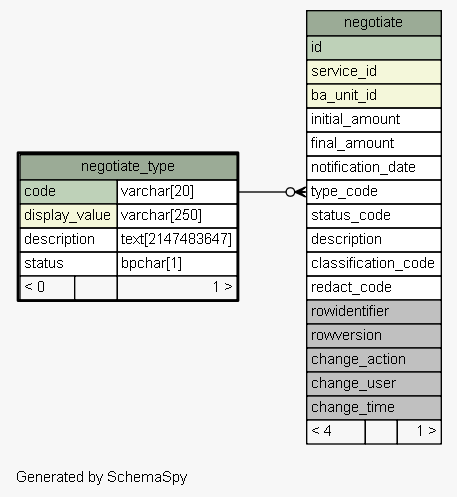 negotiate_type
code varchar[20]
display_value varchar[250]
description text[2147483647]
status bpchar[1]
< 0 1 >
negotiate
id
service_id
ba_unit_id
initial_amount
final_amount
notification_date
type_code
status_code
description
classification_code
redact_code
rowidentifier
rowversion
change_action
change_user
change_time
< 4 1 >
Generated by SchemaSpy